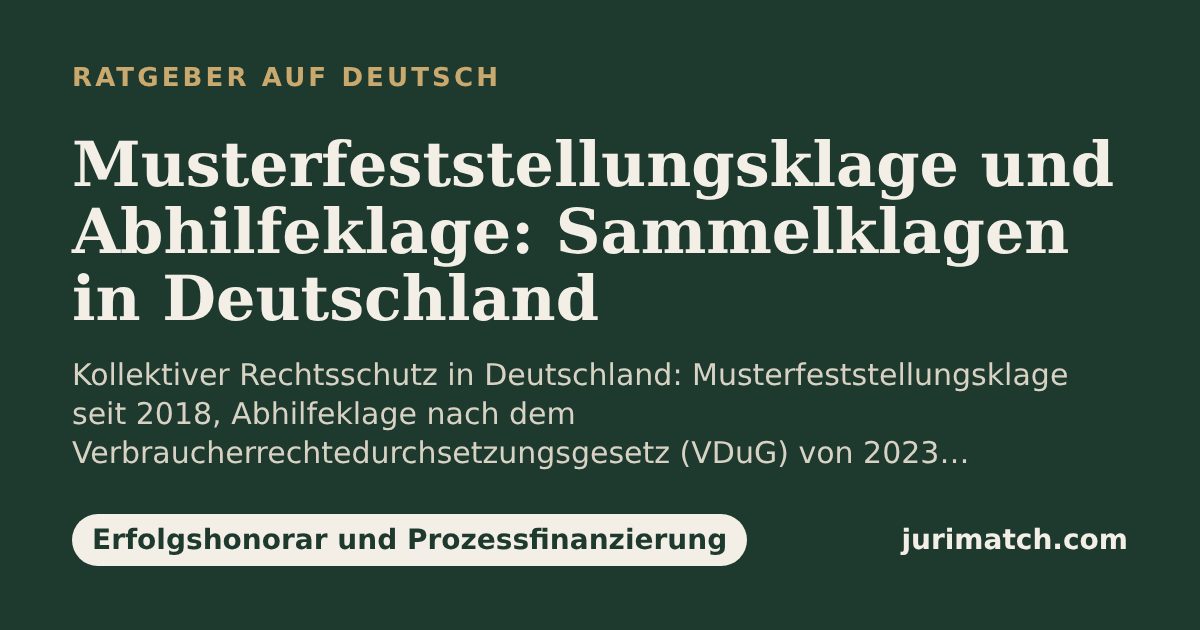 RATGEBER AUF DEUTSCH
Musterfeststellungsklage und
Abhilfeklage: Sammelklagen
in Deutschland
Kollektiver Rechtsschutz in Deutschland: Musterfeststellungsklage
seit 2018, Abhilfeklage nach dem
Verbraucherrechtedurchsetzungsgesetz (VDuG) von 2023…
Erfolgshonorar und Prozessfinanzierung
jurimatch.com